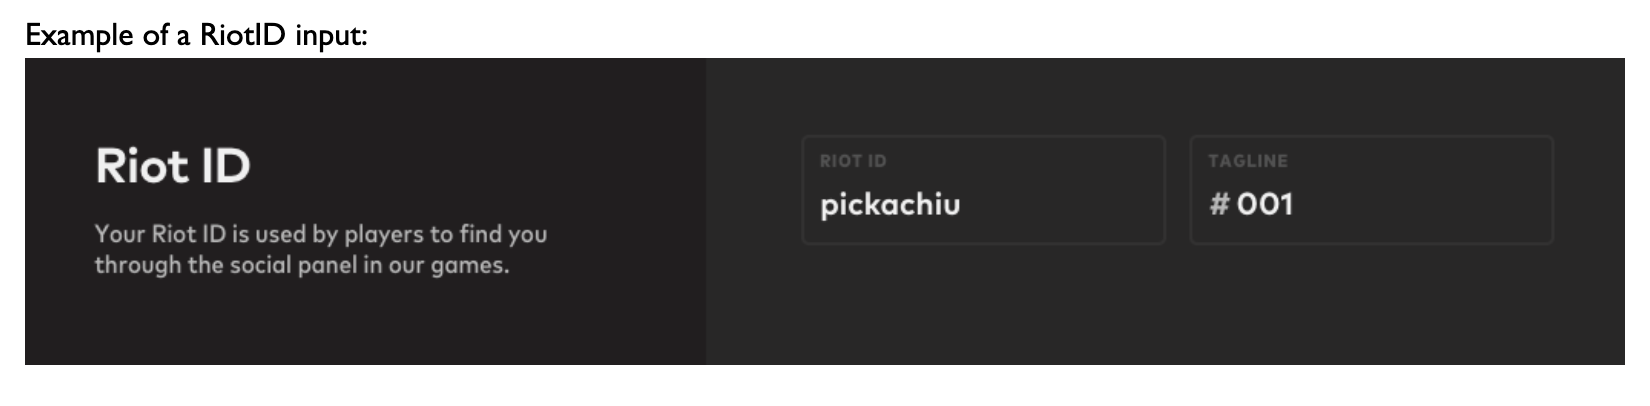 Example of a RiotID input:
Riot ID
Your Riot ID is used by players to find you
through the social panel in our games.
RIOT ID
pickachiu
TAGLINE
# 001